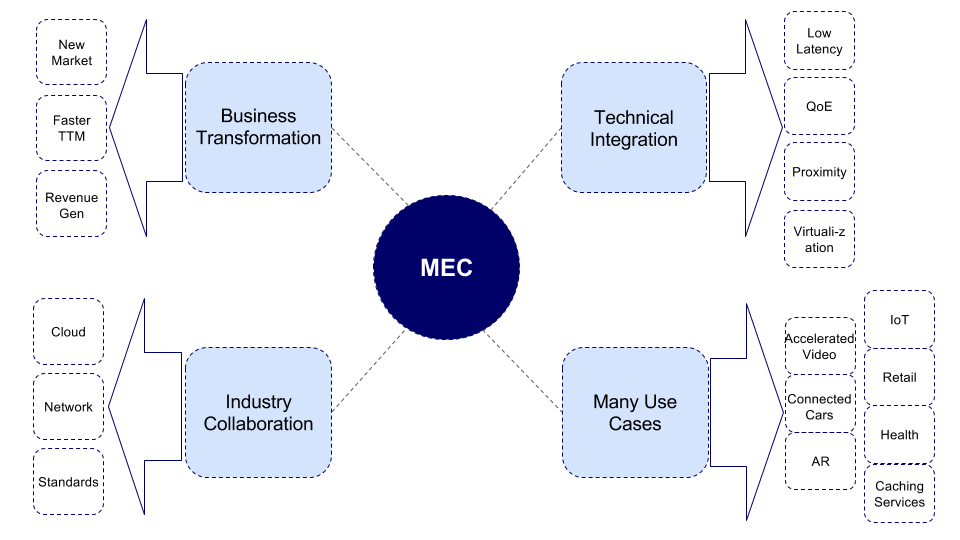 New
Market
Faster
TTM
Revenue
Gen
Business
Transformation
Technical
Integration
Low
Latency
QoE
Proximity
Virtuali-z
ation
MEC
Cloud
Network
Standards
Industry
Collaboration
Many Use
Cases
Accelerated
Video
Connected
Cars
AR
IoT
Retail
Health
Caching
Services